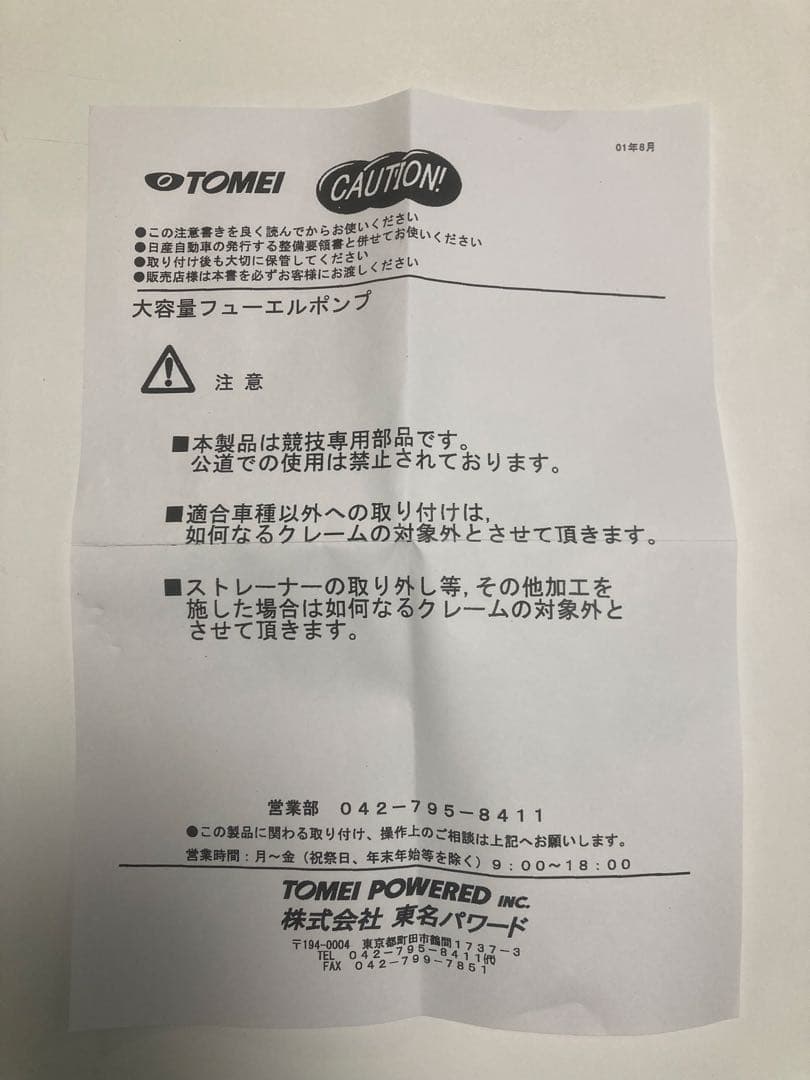 01年8月
TOMEI CAUTION!
●この注意書きを良く読んでからお使いください
●日産自動車の発行する整備要領書と併せてお使いください
●取り付け後も大切に保管してください
●販売店様は本書を必ずお客様にお渡しください
大容量フューエルポンプ
注 意
■本製品は競技専用部品です。
公道での使用は禁止されております。
■適合車種以外への取り付けは,
如何なるクレームの対象外とさせて頂きます。
■ストレーナーの取り外し等,その他加工を
施した場合は如何なるクレームの対象外と
させて頂きます。
営業部 042-795-8411
●この製品に関わる取り付け、操作上のご相談は上記へお願いします。
営業時間:月〜金(祝祭日、年末年始等を除く)9:00〜18:00
TOMEI POWERED INC.
株式会社 東名パワード
〒194-0004 東京都町田市鶴間1737-3
TEL 042-795-8411㈹
FAX 042-799-7851